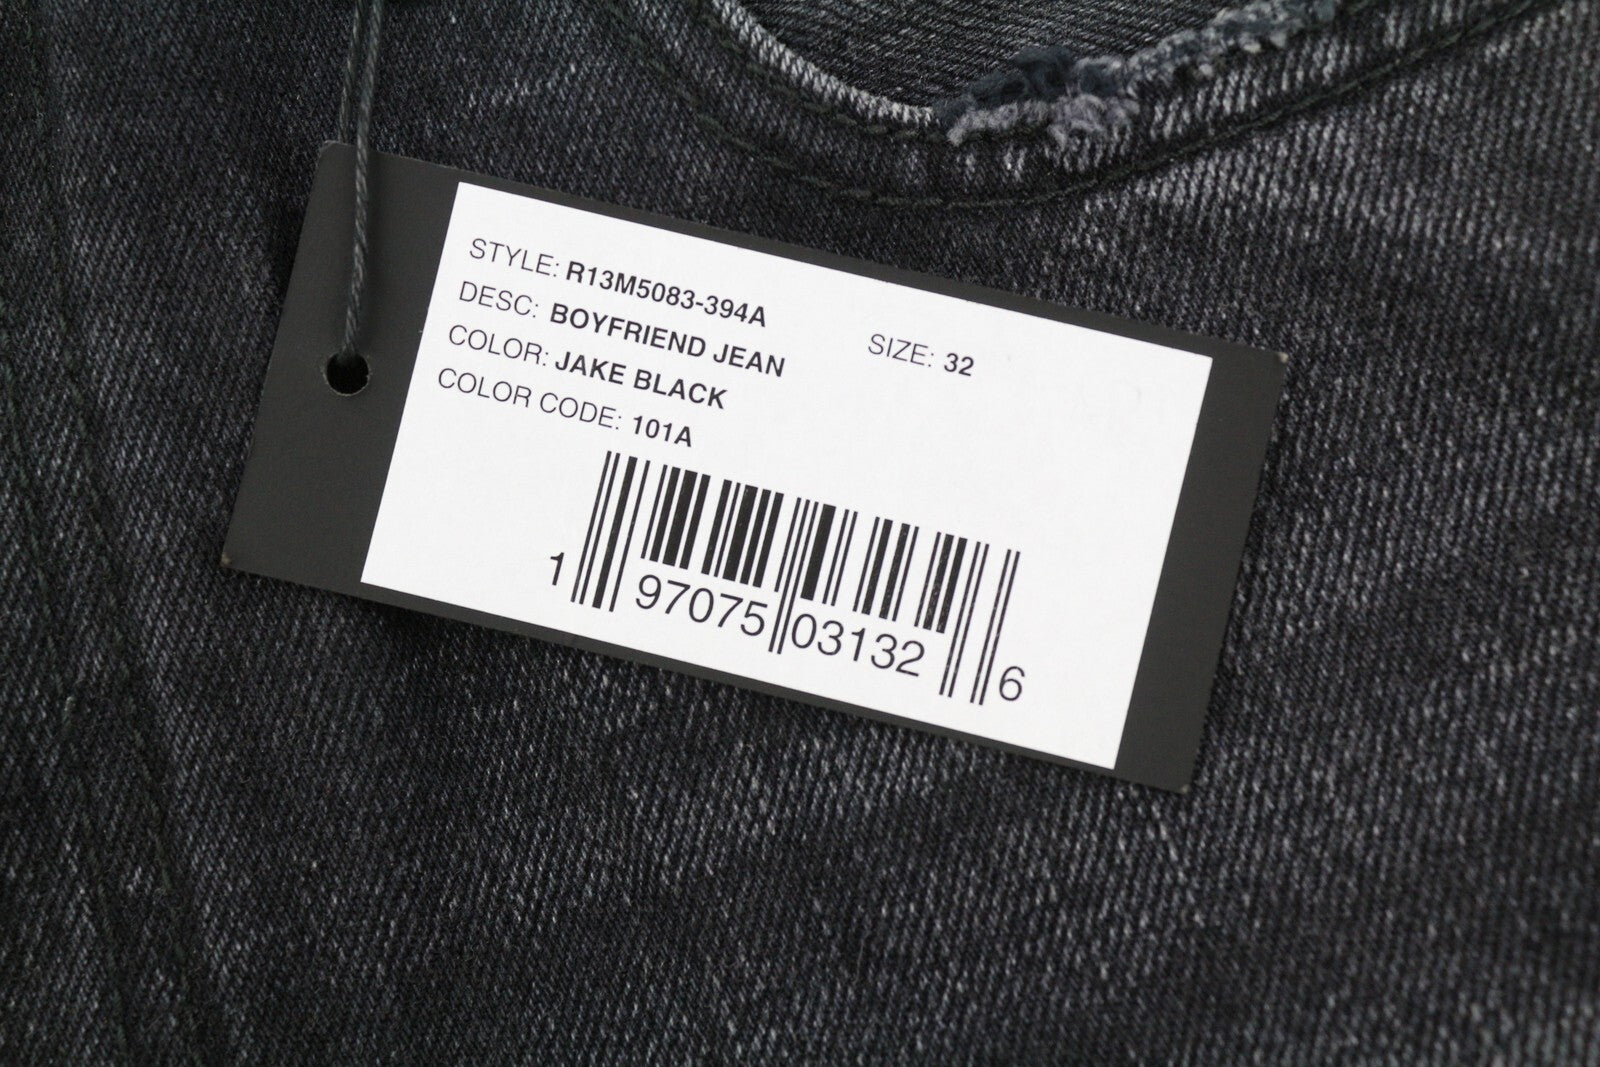 STYLE: R13M5083-394A
DESC: BOYFRIEND JEAN
SIZE: 32
COLOR: JAKE BLACK
COLOR CODE: 101A
1 97075 03132 6